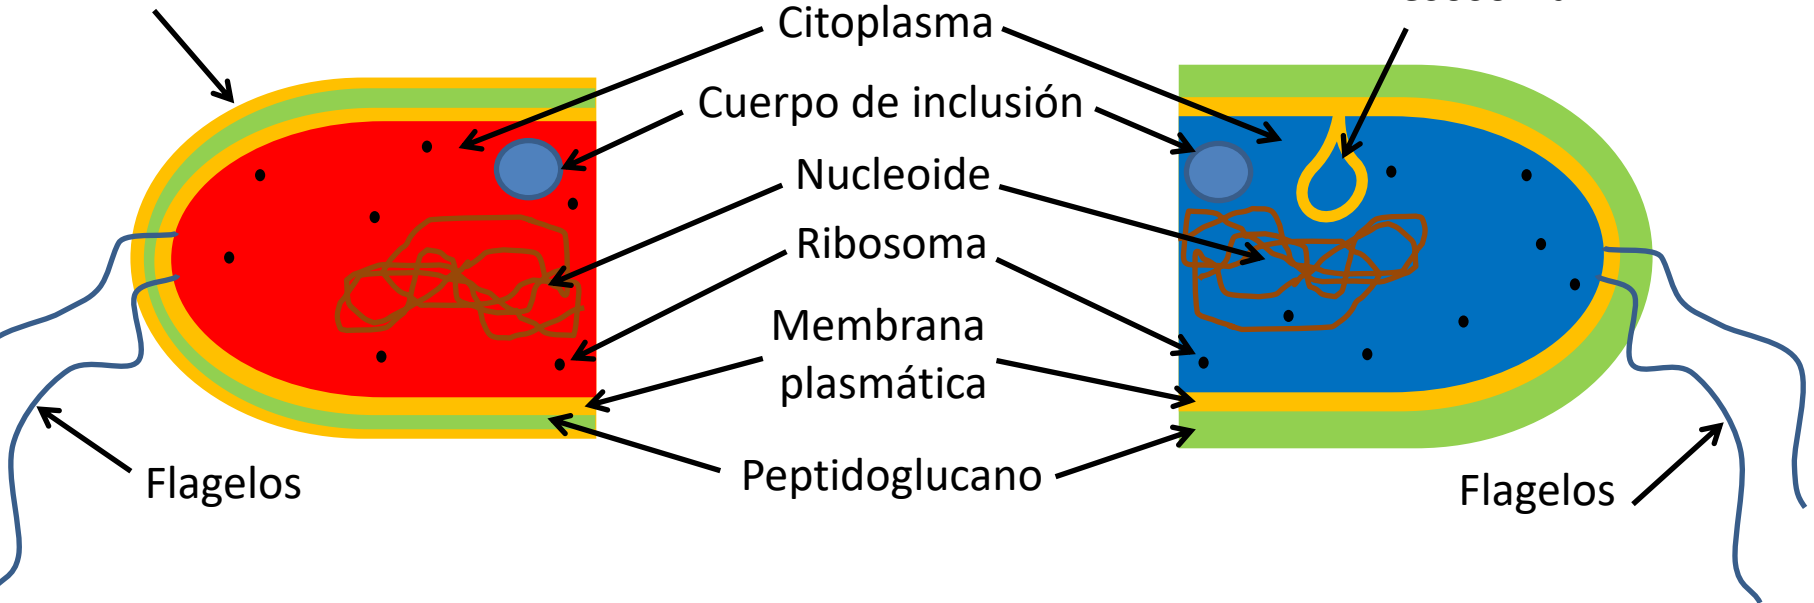 Citoplasma
Cuerpo de inclusión
Nucleoide
Ribosoma
Membrana
plasmática
Peptidoglucano
Flagelos
Flagelos